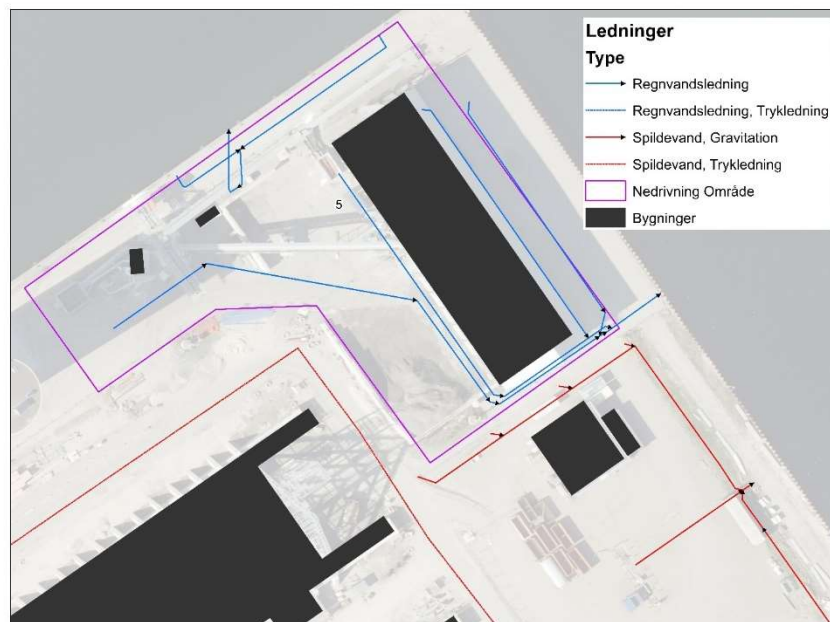 Ledninger
Type
Regnvandsledning
Regnvandsledning, Trykledning
Spildevand, Gravitation
Spildevand, Trykledning
Nedrivning Område
Bygninger
5